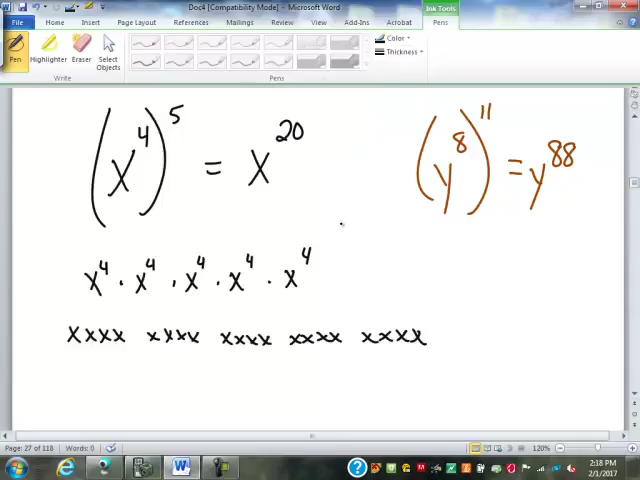 Doc4 [Compatibility Mode] - Microsoft Word
Ink Tools
File Home Insert Page Layout References Mailings Review View Add-Ins Acrobat Pens
Pen Highlighter Eraser Select Objects
Color
Thickness
Write Pens
(x^4)^5 = x^20
(y^8)^11 = y^88
x^4 · x^4 · x^4 · x^4 · x^4
xxxx xxxx xxxx xxxx xxxx
Page: 27 of 118 Words: 0 120%
2:18 PM
2/1/2017